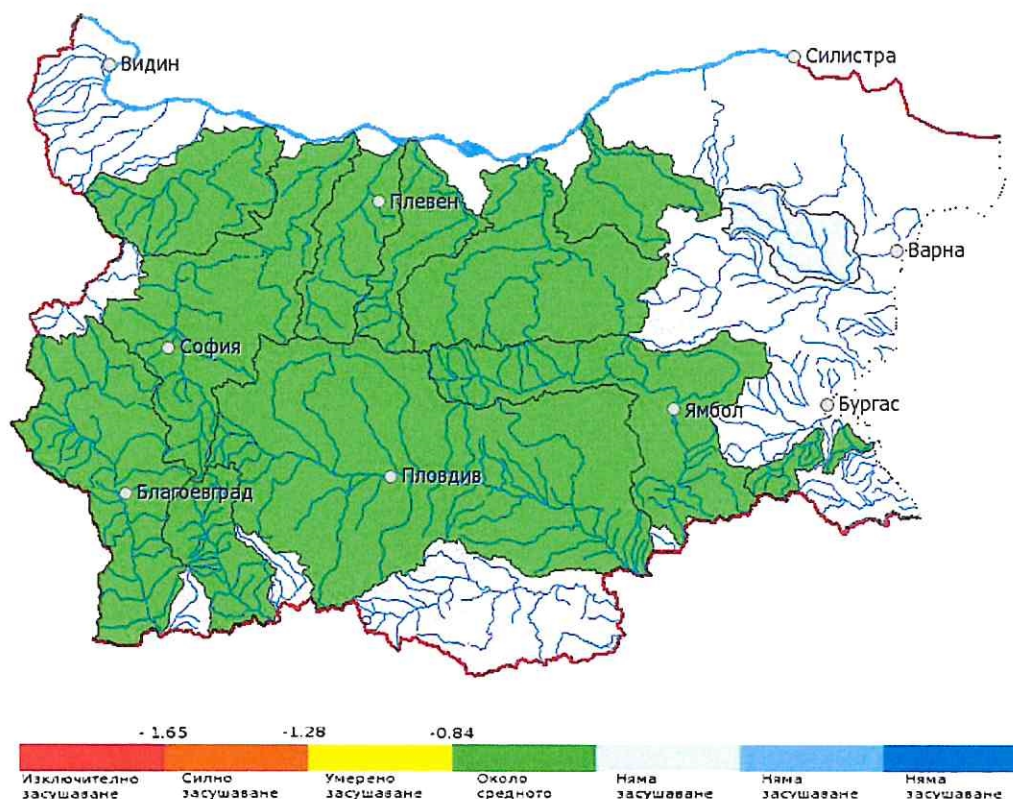 Видин
Силистра
Плевен
Варна
София
Ямбол
Бургас
Пловдив
Благоевград
- 1.65 -1.28 -0.84
Изключително засушаване
Силно засушаване
Умерено засушаване
Около средното
Няма засушаване
Няма засушаване
Няма засушаване